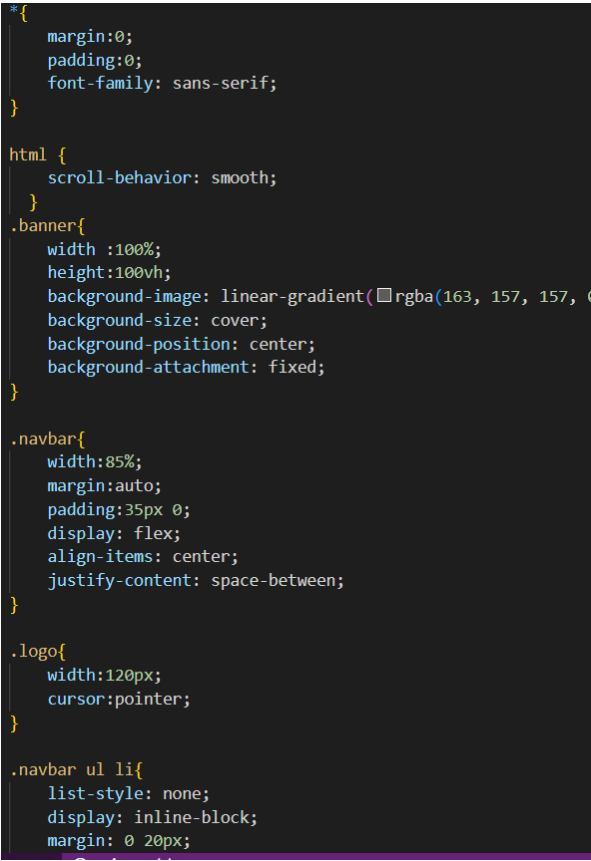 *{
margin:0;
padding:0;
font-family: sans-serif;
}
html {
scroll-behavior: smooth;
}
.banner{
width :100%;
height:100vh;
background-image: linear-gradient(rgba(163, 157, 157, 0
background-size: cover;
background-position: center;
background-attachment: fixed;
}
.navbar{
width:85%;
margin:auto;
padding:35px 0;
display: flex;
align-items: center;
justify-content: space-between;
}
.logo{
width:120px;
cursor:pointer;
}
.navbar ul li{
list-style: none;
display: inline-block;
margin: 0 20px;